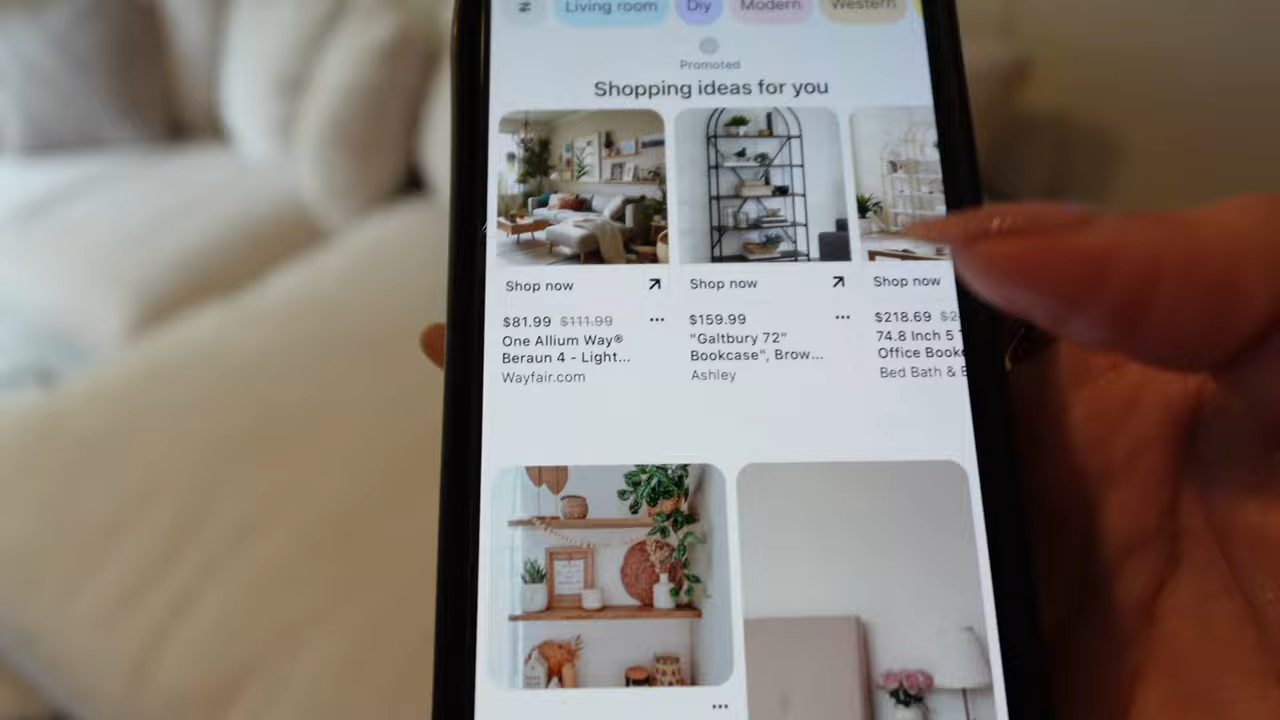 Living room Diy Modern Western
Promoted
Shopping ideas for you
Shop now
$81.99 $111.99
One Allium Way®
Beraun 4 - Light...
Wayfair.com
Shop now
$159.99
"Galtbury 72"
Bookcase", Brow...
Ashley
Shop now
$218.69 $2
74.8 Inch 5
Office Book
Bed Bath &